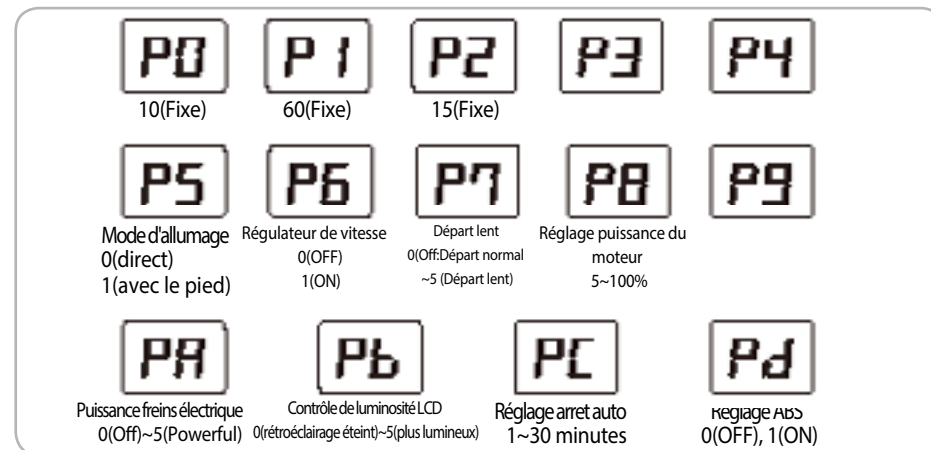 P0 P1 P2 P3 P4
10(Fixe) 60(Fixe) 15(Fixe)
P5 P6 P7 P8 P9
Mode d'allumage
0(direct)
1(avec le pied)
Régulateur de vitesse
0(OFF)
1(ON)
Départ lent
0(Off:Départ normal
~5 (Départ lent)
Réglage puissance du
moteur
5~100%
PA Pb PC Pd
Puissance freins électrique
0(Off)~5(Powerful)
Contrôle de luminosité LCD
0(rétroéclairage éteint)~5(plus lumineux)
Réglage arret auto
1~30 minutes
Réglage ABS
0(OFF), 1(ON)